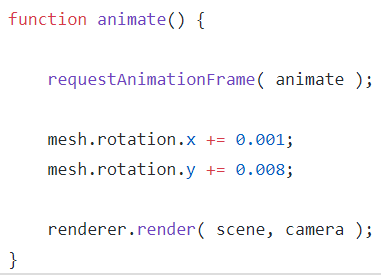 function animate() {
requestAnimationFrame( animate );
mesh.rotation.x += 0.001;
mesh.rotation.y += 0.008;
renderer.render( scene, camera );
}